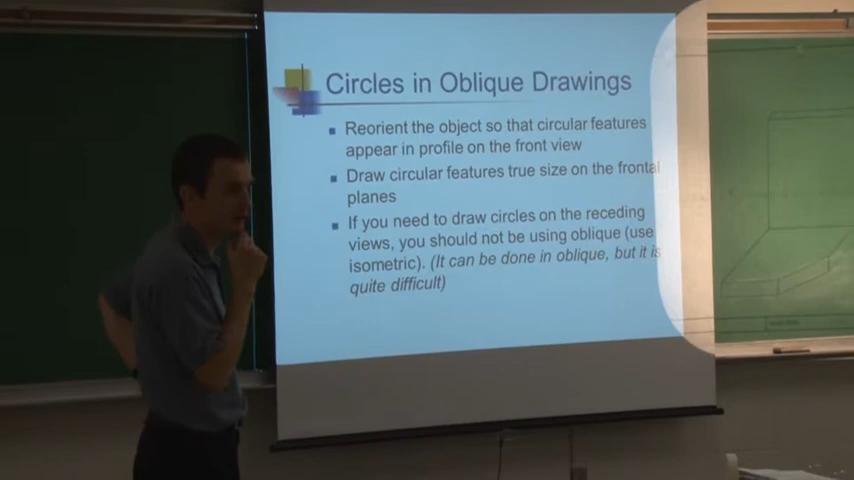 Circles in Oblique Drawings
Reorient the object so that circular features
appear in profile on the front view
Draw circular features true size on the frontal
planes
If you need to draw circles on the receding
views, you should not be using oblique (use
isometric). (It can be done in oblique, but it is
quite difficult)